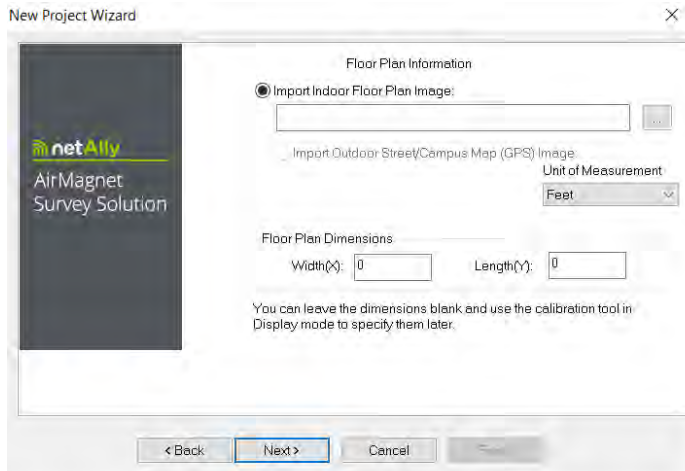 New Project Wizard
netAlly
AirMagnet
Survey Solution
Floor Plan Information
Import Indoor Floor Plan Image:
...
Import Outdoor Street/Campus Map (GPS) Image:
Unit of Measurement
Feet
Floor Plan Dimensions
Width(X): 0 Length(Y): 0
You can leave the dimensions blank and use the calibration tool in
Display mode to specify them later.
< Back Next > Cancel